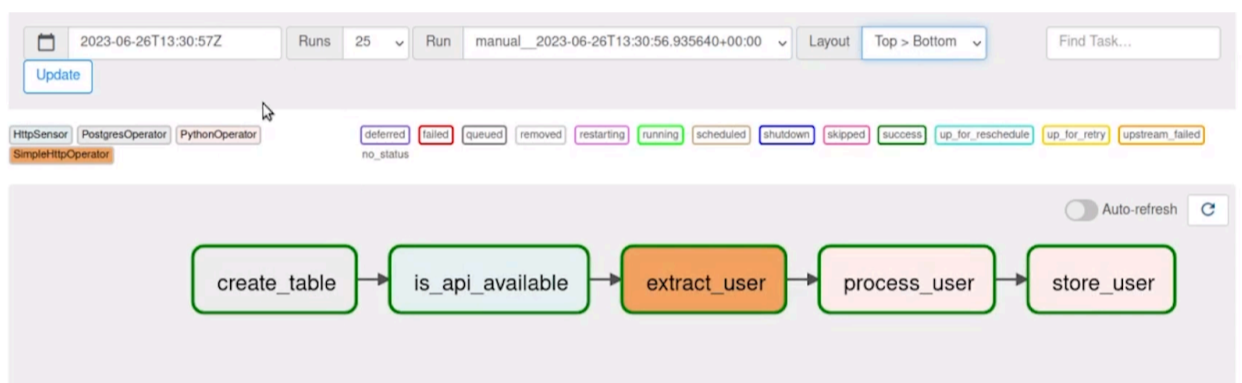 2023-06-26T13:30:57Z Runs 25 Run manual__2023-06-26T13:30:56.935640+00:00 Layout Top > Bottom Find Task...
Update
HttpSensor PostgresOperator PythonOperator deferred failed queued removed restarting running scheduled shutdown skipped success up_for_reschedule up_for_retry upstream_failed
SimpleHttpOperator no_status
Auto-refresh
create_table is_api_available extract_user process_user store_user